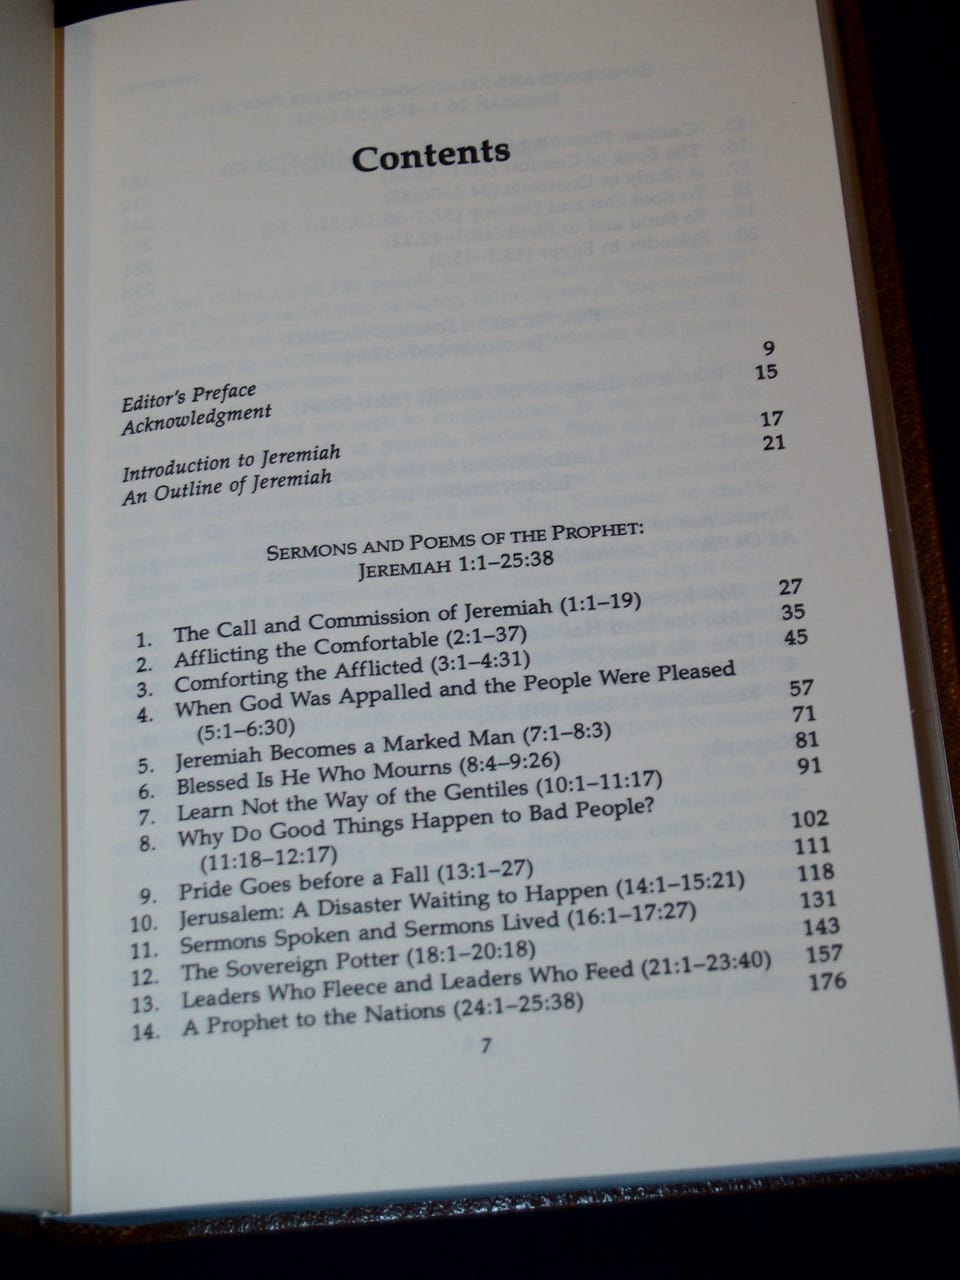 Contents
Editor's Preface 9
Acknowledgment 15
Introduction to Jeremiah 17
An Outline of Jeremiah 21
SERMONS AND POEMS OF THE PROPHET:
JEREMIAH 1:1–25:38
1. The Call and Commission of Jeremiah (1:1–19) 27
2. Afflicting the Comfortable (2:1–37) 35
3. Comforting the Afflicted (3:1–4:31) 45
4. When God Was Appalled and the People Were Pleased
(5:1–6:30) 57
5. Jeremiah Becomes a Marked Man (7:1–8:3) 71
6. Blessed Is He Who Mourns (8:4–9:26) 81
7. Learn Not the Way of the Gentiles (10:1–11:17) 91
8. Why Do Good Things Happen to Bad People?
(11:18–12:17) 102
9. Pride Goes before a Fall (13:1–27) 111
10. Jerusalem: A Disaster Waiting to Happen (14:1–15:21) 118
11. Sermons Spoken and Sermons Lived (16:1–17:27) 131
12. The Sovereign Potter (18:1–20:18) 143
13. Leaders Who Fleece and Leaders Who Feed (21:1–23:40) 157
14. A Prophet to the Nations (24:1–25:38) 176
7